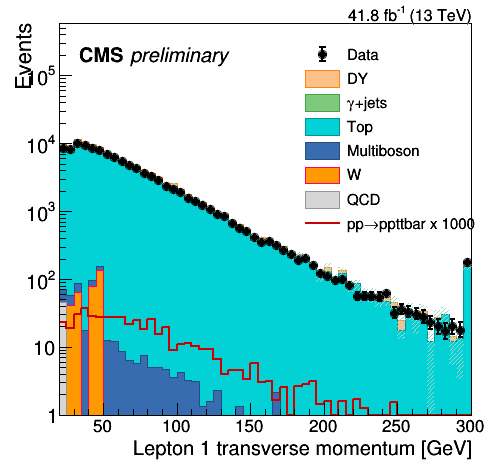 41.8 fb⁻¹ (13 TeV)
Events
CMS preliminary
Data
DY
γ+jets
Top
Multiboson
W
QCD
pp→ppttbar x 1000
10⁵
10⁴
10³
10²
10
1
50 100 150 200 250 300
Lepton 1 transverse momentum [GeV]